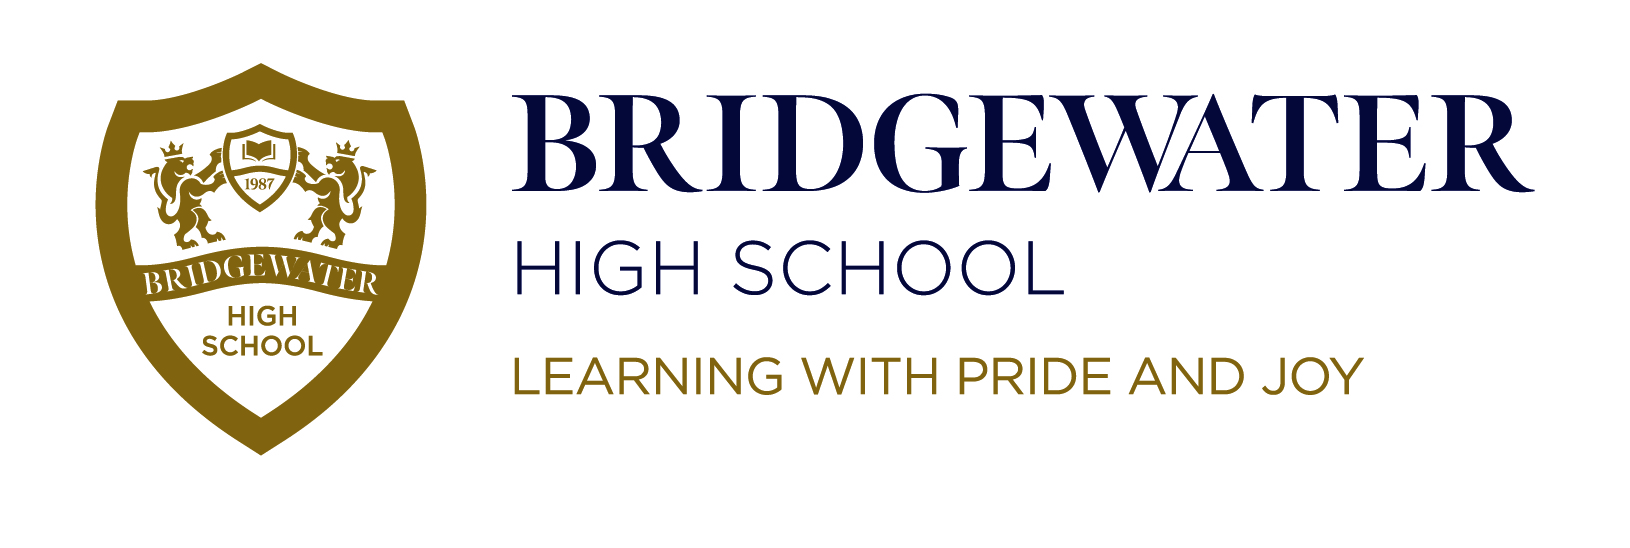 1987
BRIDGEWATER
HIGH
SCHOOL
BRIDGEWATER
HIGH SCHOOL
LEARNING WITH PRIDE AND JOY